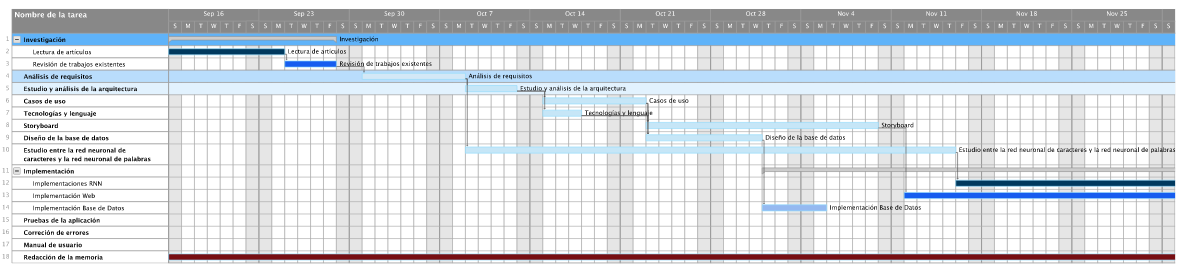 Nombre de la tarea
Sep 16 Sep 23 Sep 30 Oct 7 Oct 14 Oct 21 Oct 28 Nov 4 Nov 11 Nov 18 Nov 25
S M T W T F S S M T W T F S S M T W T F S S M T W T F S S M T W T F S S M T W T F S S M T W T F S S M T W T F S S M T W T F S S M T W T F S S M T W T F S S
1 Investigación Investigación
2 Lectura de artículos Lectura de artículos
3 Revisión de trabajos existentes Revisión de trabajos existentes
4 Análisis de requisitos Análisis de requisitos
5 Estudio y análisis de la arquitectura Estudio y análisis de la arquitectura
6 Casos de uso Casos de uso
7 Tecnologías y lenguaje Tecnologías y lenguaje
8 Storyboard Storyboard
9 Diseño de la base de datos Diseño de la base de datos
10 Estudio entre la red neuronal de Estudio entre la red neuronal de caracteres y la red neuronal de palabras
caracteres y la red neuronal de palabras
11 Implementación
12 Implementaciones RNN
13 Implementación Web
14 Implementación Base de Datos Implementación Base de Datos
15 Pruebas de la aplicación
16 Correción de errores
17 Manual de usuario
18 Redacción de la memoria